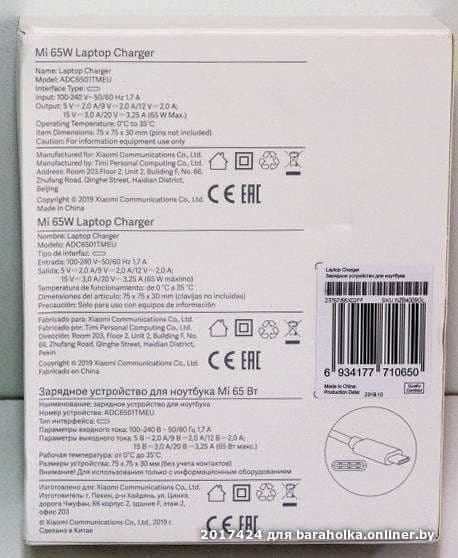 Mi 65W Laptop Charger
Name: Laptop Charger
Model: ADC6501TMEU
Interface Type:
Input: 100-240 V~50/60 Hz 1.7 A
Output: 5 V⎓2.0 A/9 V⎓2.0 A/12 V⎓2.0 A;
15 V⎓3.0 A/20 V⎓3.25 A (65 W Max.)
Operating Temperature: 0°C to 35°C
Item Dimensions: 75 x 75 x 30 mm (pins not included)
Caution: For information equipment use only
Manufactured for: Xiaomi Communications Co., Ltd.
Manufactured by: Timi Personal Computing Co., Ltd.
Address: Room 203,Floor 2, Unit 2, Building F, No. 66,
Zhufang Road, Qinghe Street, Haidian District,
Beijing
Copyright © 2019 Xiaomi Communications Co., Ltd.
Made in China
CE EAC
Mi 65W Laptop Charger
Nombre: Laptop Charger
Modelo: ADC6501TMEU
Tipo de interfaz:
Entrada: 100-240 V~50/60 Hz 1,7 A
Salida: 5 V⎓2.0 A/9 V⎓2.0 A/12 V⎓2.0 A;
15 V⎓3.0 A/20 V⎓3,25 A (65 W máximo)
Temperatura de funcionamiento: de 0 °C a 35 °C
Dimensiones del artículo: 75 x 75 x 30 mm (clavijas no incluidas)
Precaución: Solo para uso con equipos de información
Fabricado para: Xiaomi Communications Co., Ltd.
Fabricado por: Timi Personal Computing Co., Ltd.
Dirección: Room 203, Floor 2, Unit 2, Building F, No.
66, Zhufang Road, Qinghe Street, Haidian District,
Pekín
Copyright © 2019 Xiaomi Communications Co., Ltd.
Fabricado en China
CE EAC
Зарядное устройство для ноутбука Mi 65 Вт
Наименование: зарядное устройство для ноутбука
Номер устройства: ADC6501TMEU
Тип интерфейса:
Параметры входного тока: 100-240 В~50/60 Гц 1,7 А
Параметры выходного тока: 5 В⎓2,0 А/9 В⎓2,0 А/12 В⎓2,0 А;
15 В⎓3,0 А/20 В⎓3,25 А (65 Вт макс.)
Рабочая температура: от 0°C до 35°C
Размеры устройства: 75 x 75 x 30 мм (без учета контактов)
Внимание! Для использования только с информационным оборудованием
Изготовлено для: Xiaomi Communications Co., Ltd.
Изготовитель: г. Пекин, р-н Хайдянь, ул. Цинхэ,
дорога Чжуфан, 66 корпус 2, здание F, этаж 2,
офис 203
© Xiaomi Communications Co., Ltd., 2019 г.
Сделано в Китае
CE EAC
Laptop Charger
Зарядное устройство для ноутбука
6 934177 710650
Made in China
Production Date: 2019.10
Quality
Certified
2017424 для baraholka.onliner.by